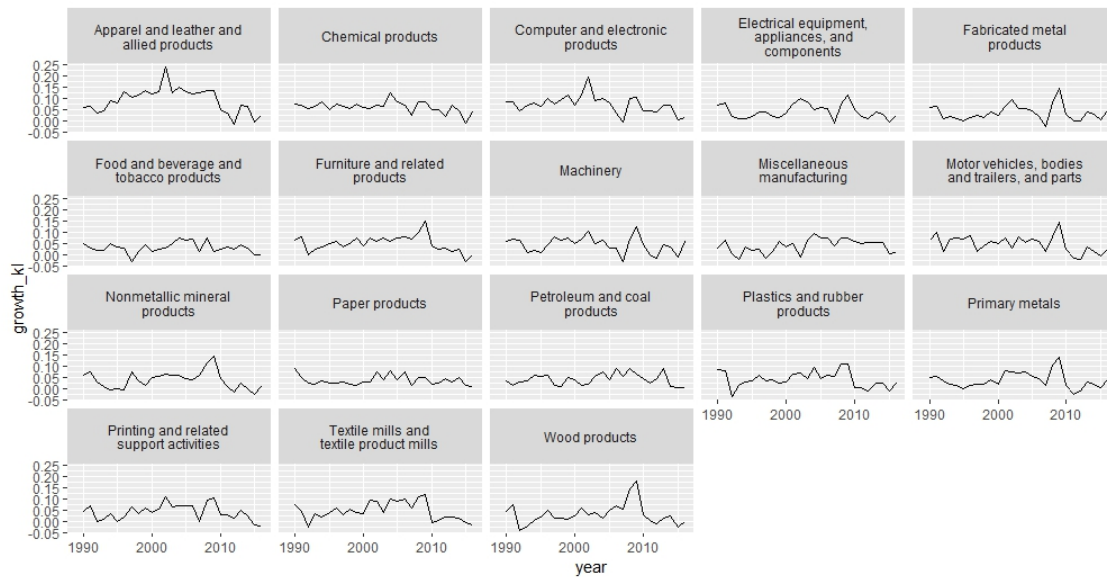 Apparel and leather and
allied products
Chemical products
Computer and electronic
products
Electrical equipment,
appliances, and
components
Fabricated metal
products
0.25
0.20
0.15
0.10
0.05
0.00
-0.05
Food and beverage and
tobacco products
Furniture and related
products
Machinery
Miscellaneous
manufacturing
Motor vehicles, bodies
and trailers, and parts
0.25
0.20
0.15
0.10
0.05
0.00
-0.05
growth_kl
Nonmetallic mineral
products
Paper products
Petroleum and coal
products
Plastics and rubber
products
Primary metals
0.25
0.20
0.15
0.10
0.05
0.00
-0.05
1990 2000 2010 1990 2000 2010
Printing and related
support activities
Textile mills and
textile product mills
Wood products
0.25
0.20
0.15
0.10
0.05
0.00
-0.05
1990 2000 2010 1990 2000 2010 1990 2000 2010
year